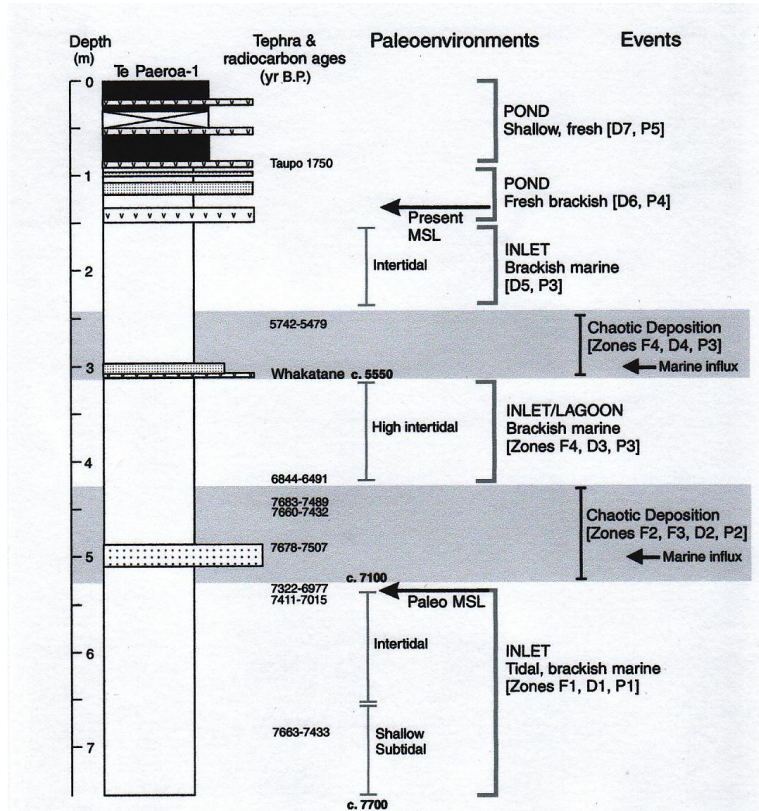 Depth
(m)
Te Paeroa-1
Tephra &
radiocarbon ages
(yr B.P.)
Paleoenvironments
Events
0
1
2
3
4
5
6
7
v v v v v v v
v v v v v v v
v v v v v v v
v v v v v
Taupo 1750
5742-5479
Whakatane c. 5550
6844-6491
7683-7489
7660-7432
7678-7507
c. 7100
7322-6977
7411-7015
7663-7433
c. 7700
POND
Shallow, fresh [D7, P5]
POND
Fresh brackish [D6, P4]
Present
MSL
Intertidal
INLET
Brackish marine
[D5, P3]
Chaotic Deposition
[Zones F4, D4, P3]
Marine influx
High intertidal
INLET/LAGOON
Brackish marine
[Zones F4, D3, P3]
Chaotic Deposition
[Zones F2, F3, D2, P2]
Marine influx
Paleo MSL
Intertidal
Shallow
Subtidal
INLET
Tidal, brackish marine
[Zones F1, D1, P1]